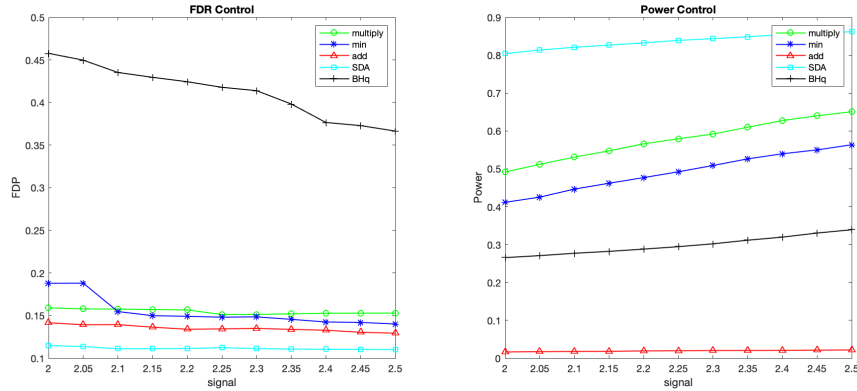 FDR Control
0.5
0.45
0.4
0.35
0.3
0.25
0.2
0.15
0.1
FDP
2 2.05 2.1 2.15 2.2 2.25 2.3 2.35 2.4 2.45 2.5
signal
multiply
min
add
SDA
BHq
Power Control
0.9
0.8
0.7
0.6
0.5
0.4
0.3
0.2
0.1
0
Power
2 2.05 2.1 2.15 2.2 2.25 2.3 2.35 2.4 2.45 2.5
signal
multiply
min
add
SDA
BHq